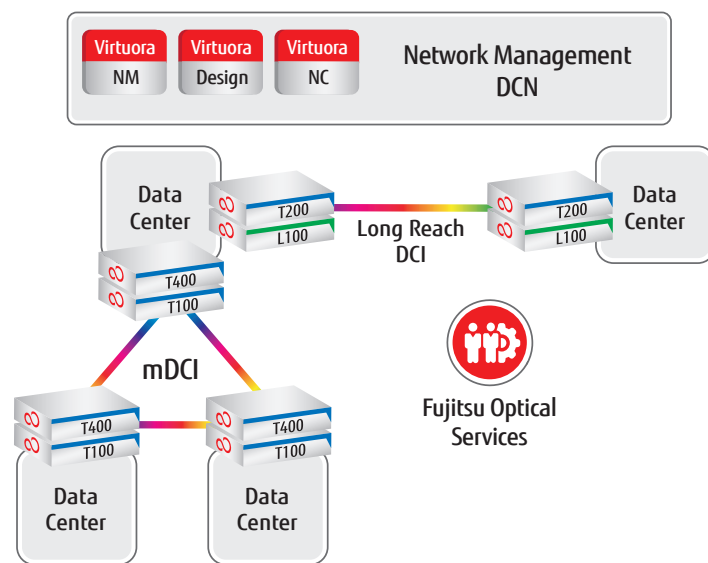 Virtuora
NM
Virtuora
Design
Virtuora
NC
Network Management
DCN
Data
Center
T200
L100
Long Reach
DCI
T200
L100
Data
Center
T400
T100
mDCI
T400
T100
T400
T100
Fujitsu Optical
Services
Data
Center
Data
Center